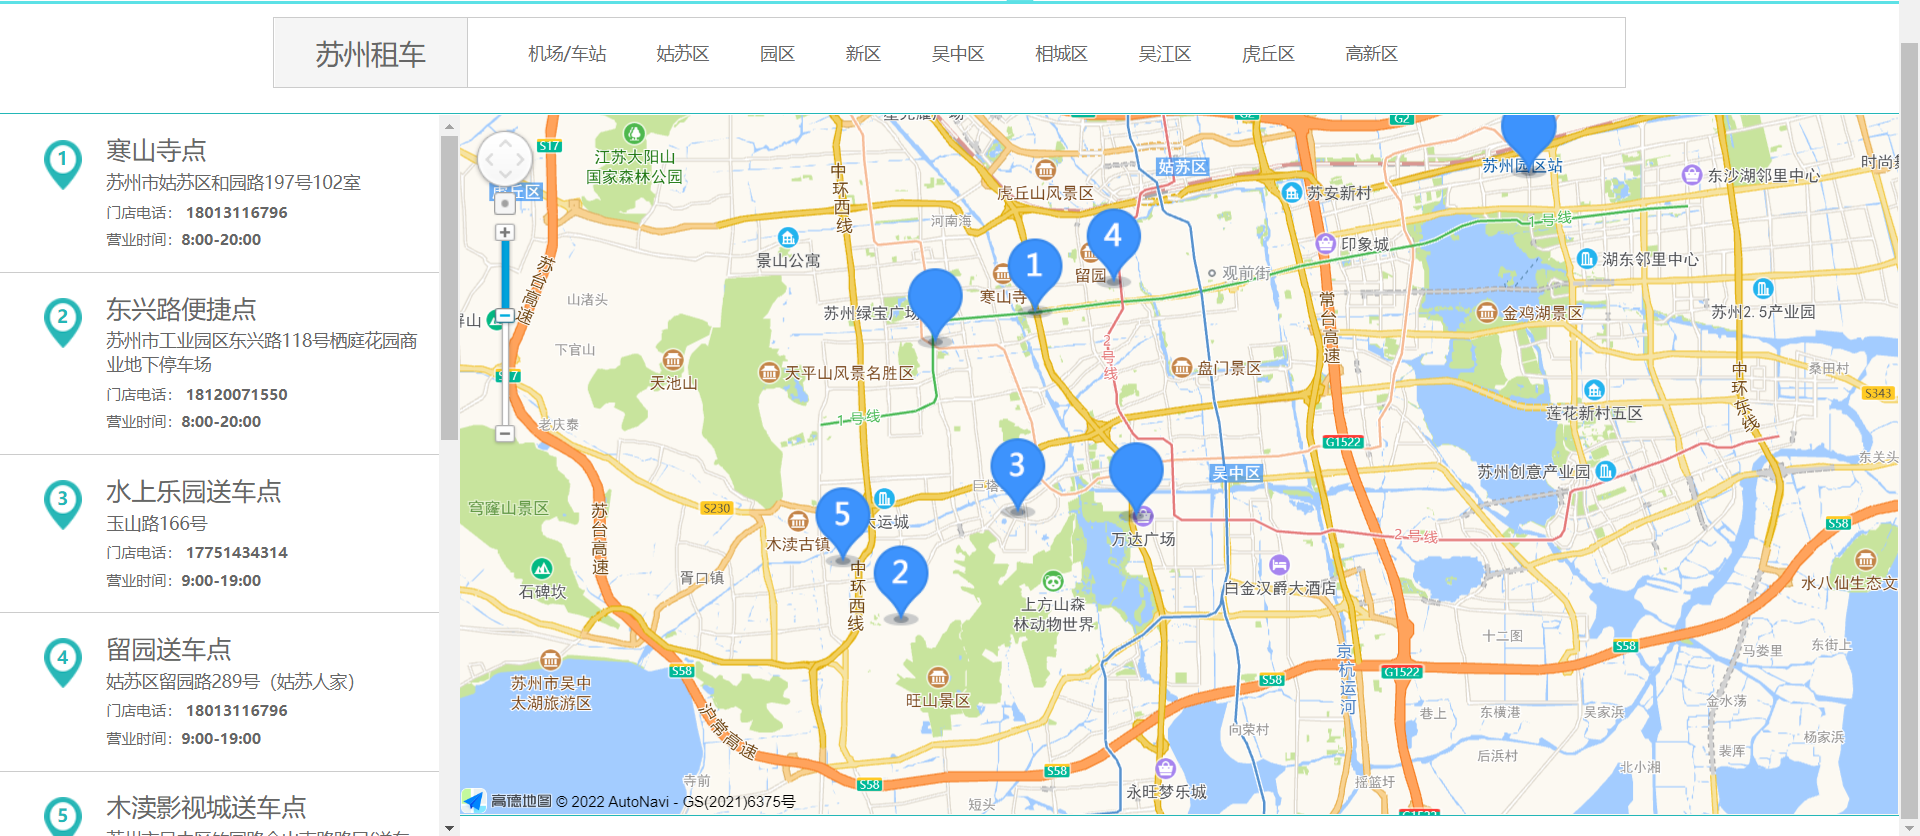 苏州租车
机场/车站 姑苏区 园区 新区 吴中区 相城区 吴江区 虎丘区 高新区
1
寒山寺点
苏州市姑苏区和园路197号102室
门店电话： 18013116796
营业时间：8:00-20:00
2
东兴路便捷点
苏州市工业园区东兴路118号栖庭花园商
业地下停车场
门店电话： 18120071550
营业时间：8:00-20:00
3
水上乐园送车点
玉山路166号
门店电话： 17751434314
营业时间：9:00-19:00
4
留园送车点
姑苏区留园路289号（姑苏人家）
门店电话： 18013116796
营业时间：9:00-19:00
5
木渎影视城送车点
G2
G2
S17
江苏大阳山
国家森林公园
中环西线
虎丘山风景区
姑苏区
苏州园区站
东沙湖邻里中心
苏安新村
河南海
景山公寓
4
印象城
1号线
湖东邻里中心
苏台高速
山渚头
1
留园
观前街
寒山寺
苏州绿宝广场
常台高速
金鸡湖景区
苏州2.5产业园
下官山
天池山
天平山风景名胜区
2号线
盘门景区
中环东线
桑田村
S343
莲花新村五区
老庆泰
1号线
G1522
东关头
3
吴中区
苏州创意产业园
穹窿山景区
S230
苏台高速
5
木渎古镇
万达广场
2号线
S58
石碑坎
胥口镇
中环西线
2
上方山森
林动物世界
白金汉爵大酒店
水八仙生态文
十二图
东街上
马娄里
S58
京杭运河
S58
G1522
S58
苏州市吴中
太湖旅游区
旺山景区
沪常高速
向荣村
巷上
东横港
吴家浜
金水荡
杨家浜
裴厍
后浜村
北小湘
摇篮圩
寺前
S58
S58
永旺梦乐城
短头
高德地图 © 2022 AutoNavi - GS(2021)6375号